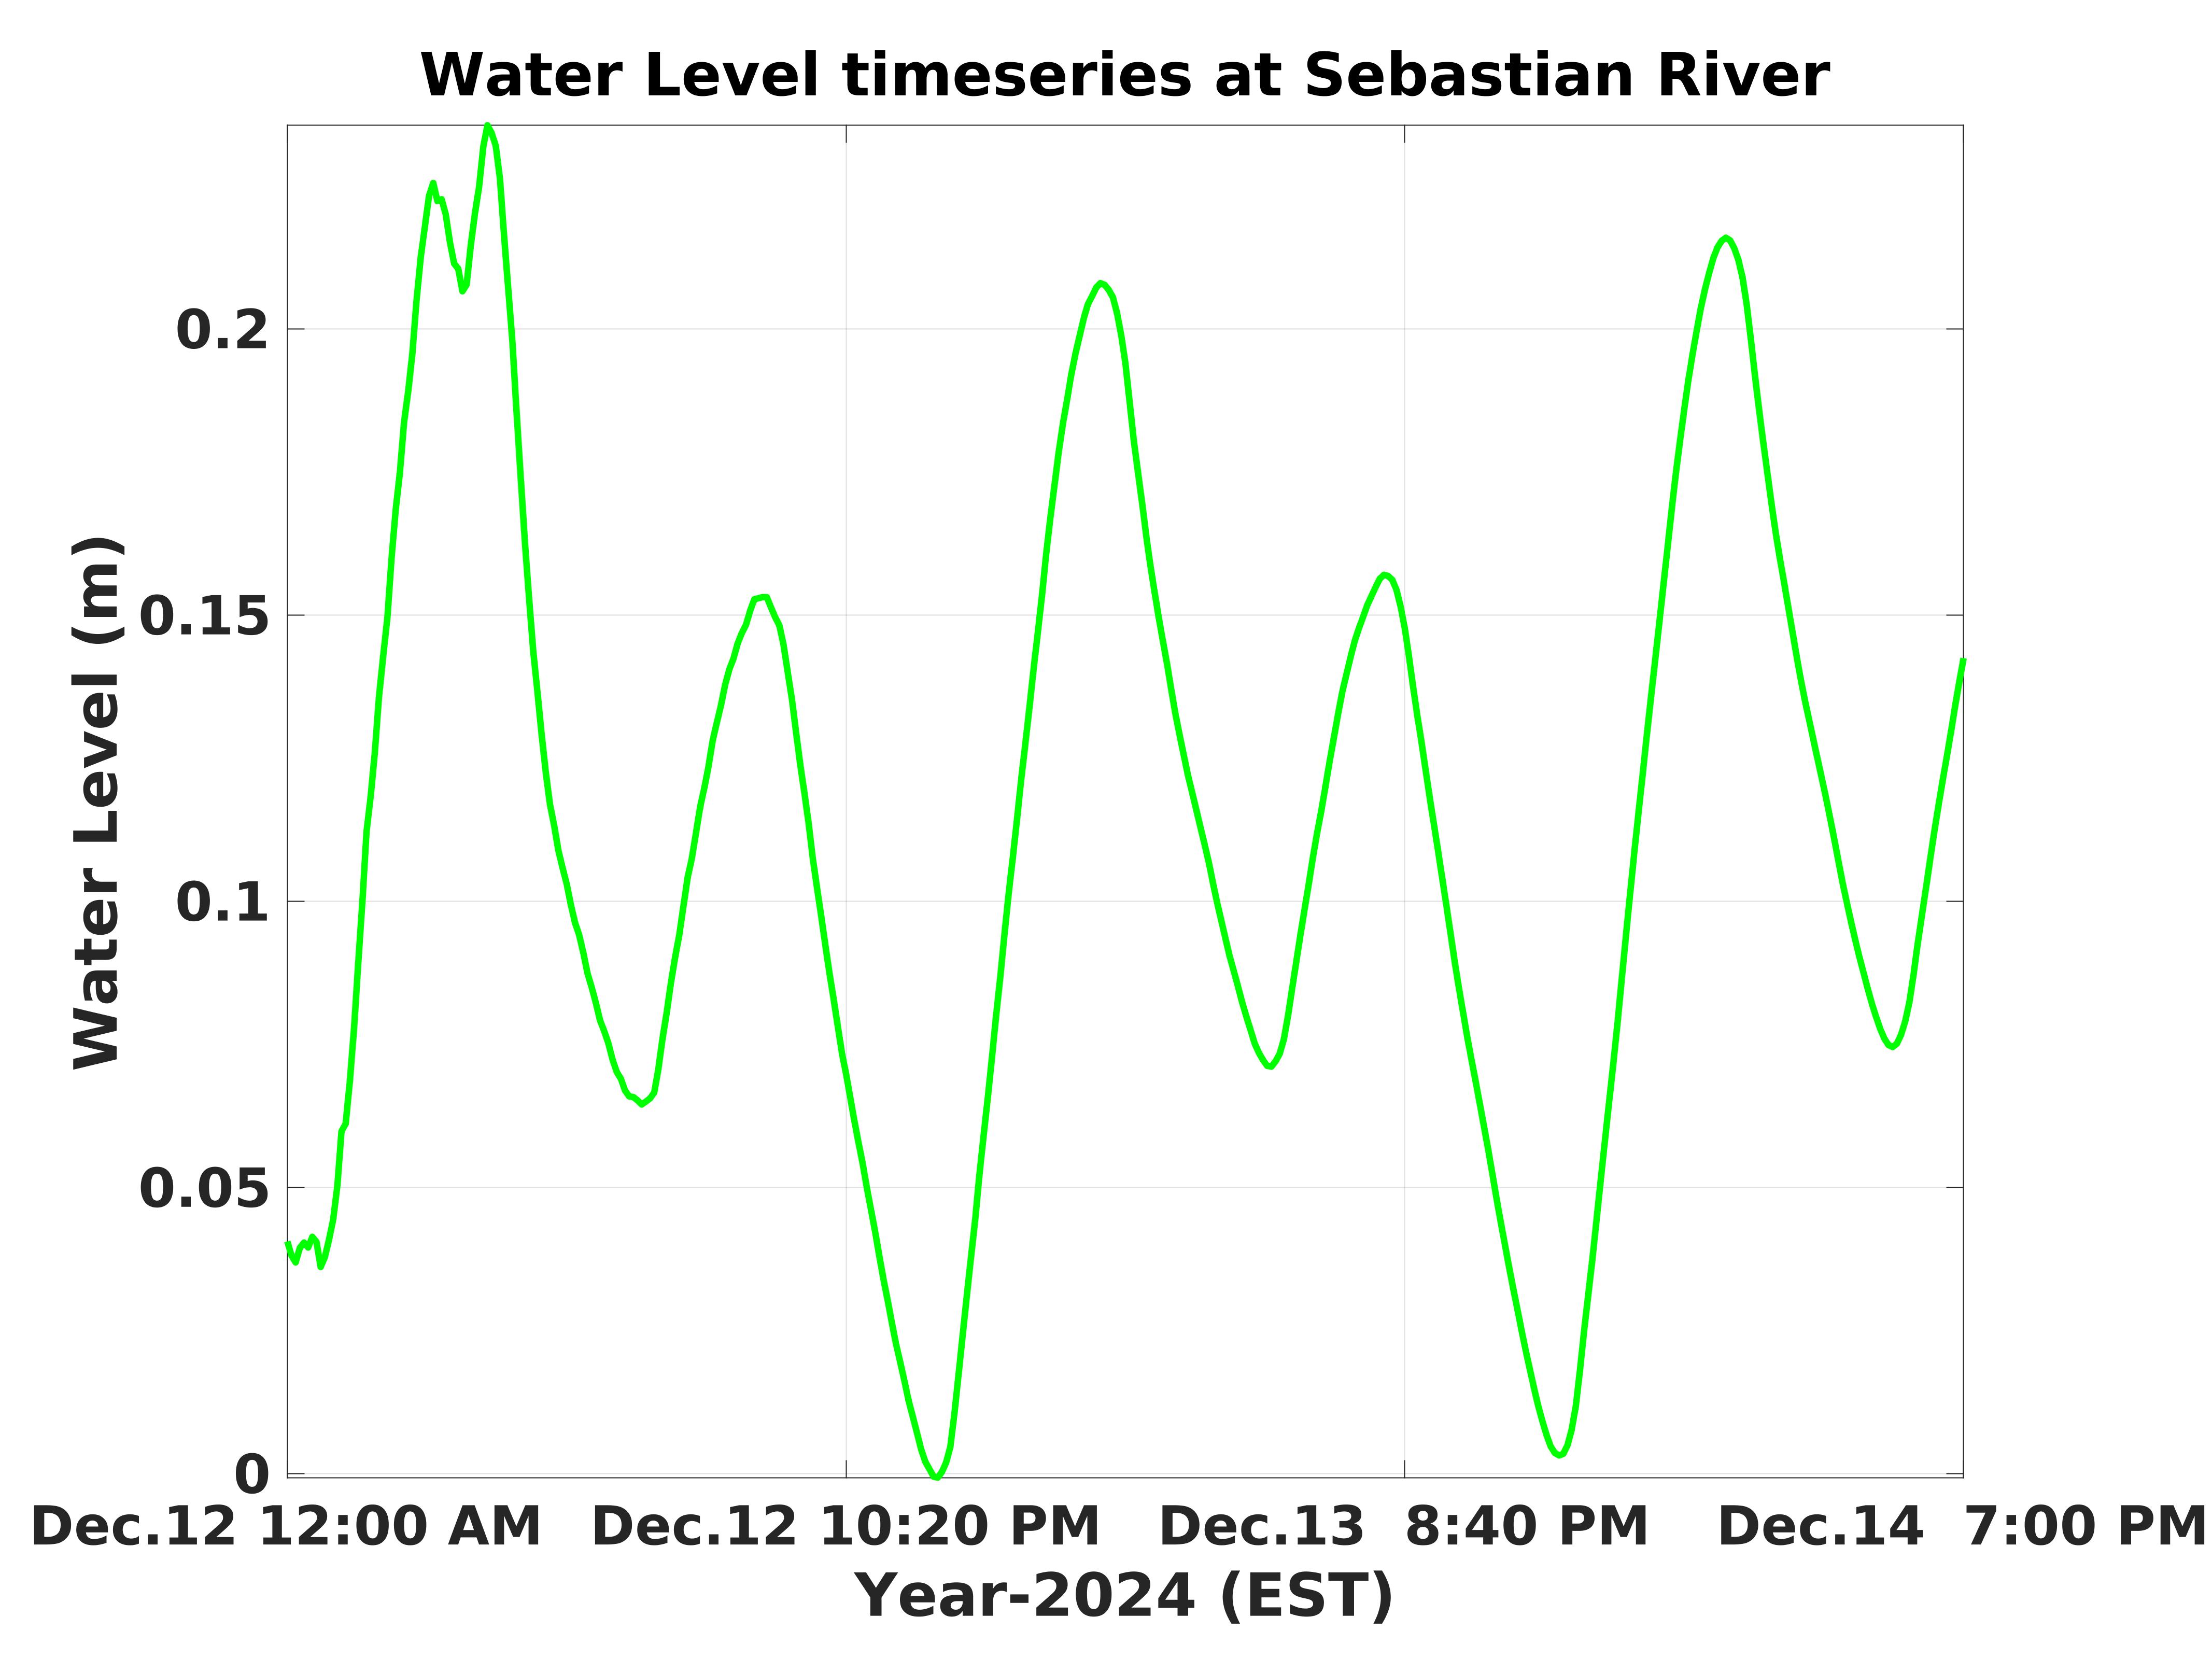 Water Level timeseries at Sebastian River
Water Level (m)
0.2
0.15
0.1
0.05
0
Dec.12 12:00 AM Dec.12 10:20 PM Dec.13 8:40 PM Dec.14 7:00 PM
Year-2024 (EST)